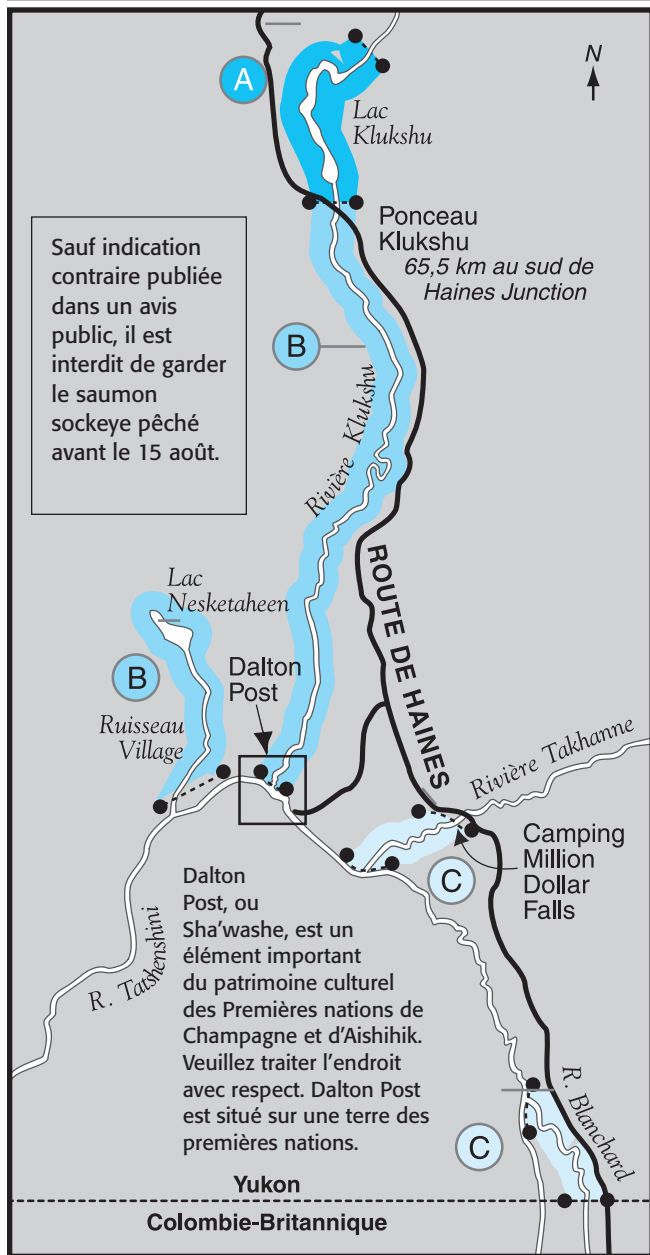 N
A
Lac
Klukshu
Ponceau
Klukshu
65,5 km au sud de
Haines Junction
Sauf indication
contraire publiée
dans un avis
public, il est
interdit de garder
le saumon
sockeye pêché
avant le 15 août.
B
Rivière Klukshu
ROUTE DE HAINES
Lac
Nesketaheen
B
Ruisseau
Village
Dalton
Post
Rivière Takhanne
Camping
Million
Dollar
Falls
C
R. Tatshenshini
Dalton
Post, ou
Sha'washe, est un
élément important
du patrimoine culturel
des Premières nations de
Champagne et d'Aishihik.
Veuillez traiter l'endroit
avec respect. Dalton Post
est situé sur une terre des
premières nations.
R. Blanchard
C
Yukon
Colombie-Britannique